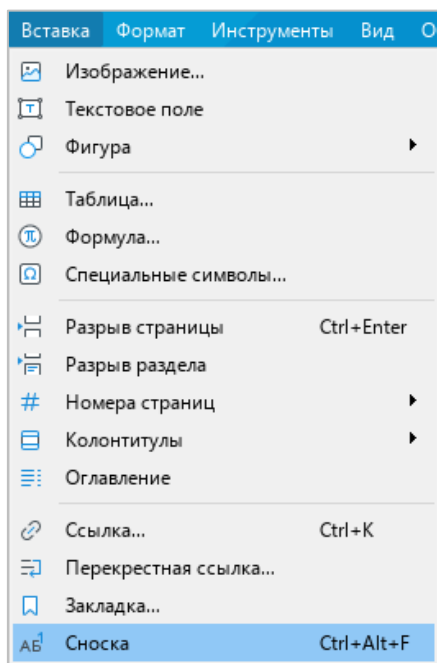 Вставка Формат Инструменты Вид
Изображение...
Текстовое поле
Фигура
Таблица...
Формула...
Специальные символы...
Разрыв страницы Ctrl+Enter
Разрыв раздела
Номера страниц
Колонтитулы
Оглавление
Ссылка... Ctrl+K
Перекрестная ссылка...
Закладка...
Сноска Ctrl+Alt+F